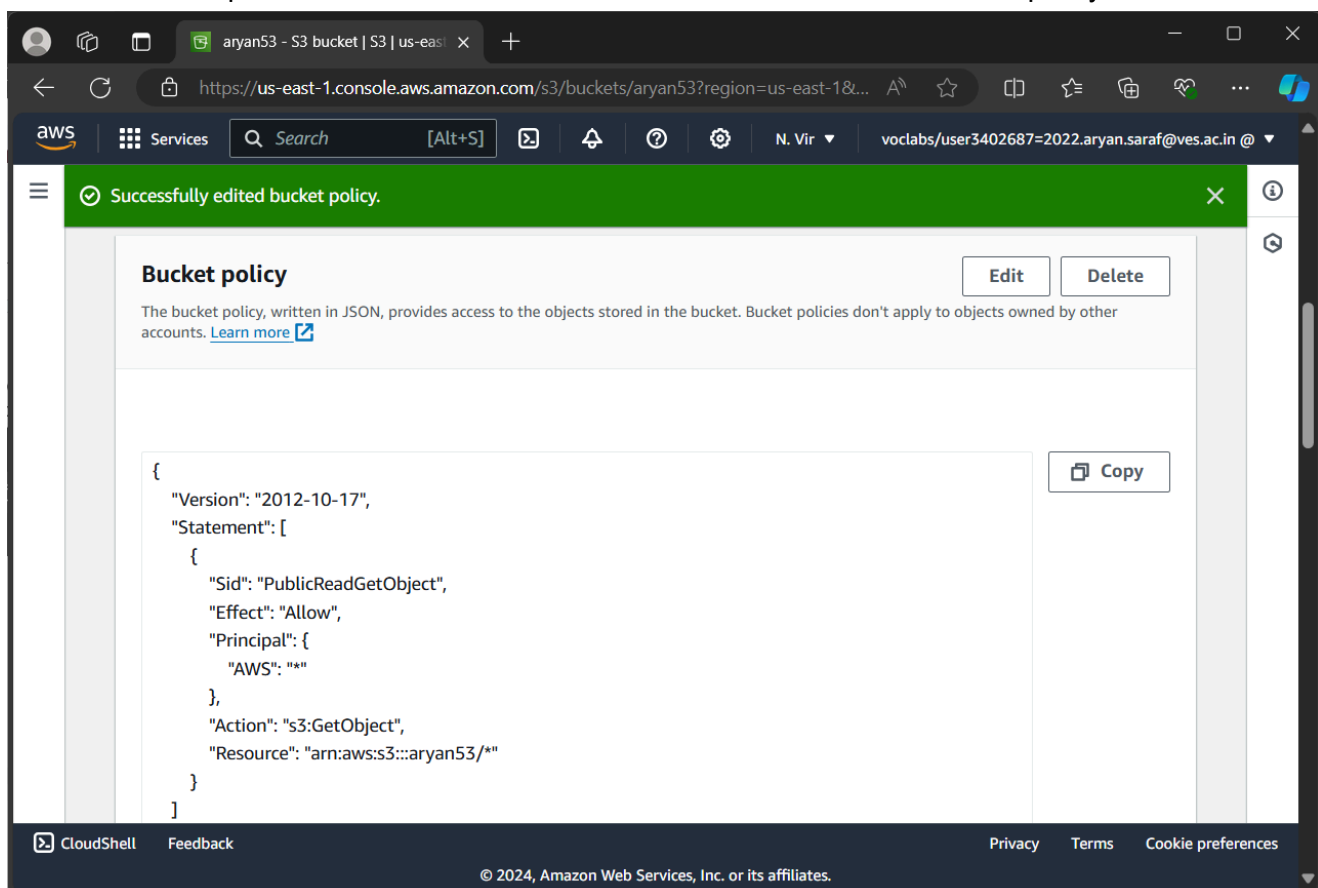 aryan53 - S3 bucket | S3 | us-eas
https://us-east-1.console.aws.amazon.com/s3/buckets/aryan53?region=us-east-1&...
aws
Services
Search
[Alt+S]
N. Vir
voclabs/user3402687=2022.aryan.saraf@ves.ac.in @
Successfully edited bucket policy.
Bucket policy
Edit
Delete
The bucket policy, written in JSON, provides access to the objects stored in the bucket. Bucket policies don't apply to objects owned by other
accounts. Learn more
Copy
{
"Version": "2012-10-17",
"Statement": [
{
"Sid": "PublicReadGetObject",
"Effect": "Allow",
"Principal": {
"AWS": "*"
},
"Action": "s3:GetObject",
"Resource": "arn:aws:s3:::aryan53/*"
}
]
CloudShell
Feedback
Privacy
Terms
Cookie preferences
© 2024, Amazon Web Services, Inc. or its affiliates.